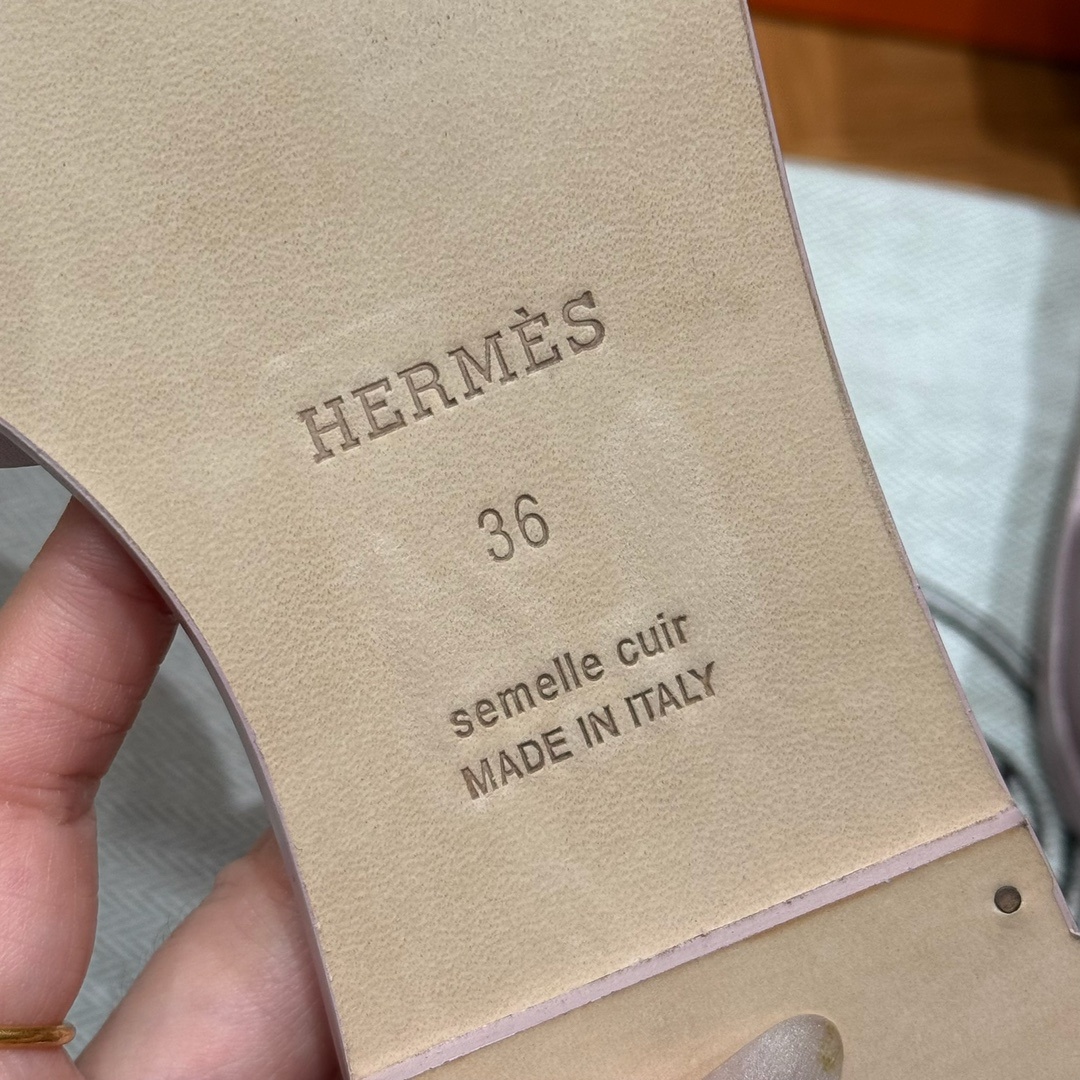 HERMÈS
36
semelle cuir
MADE IN ITALY